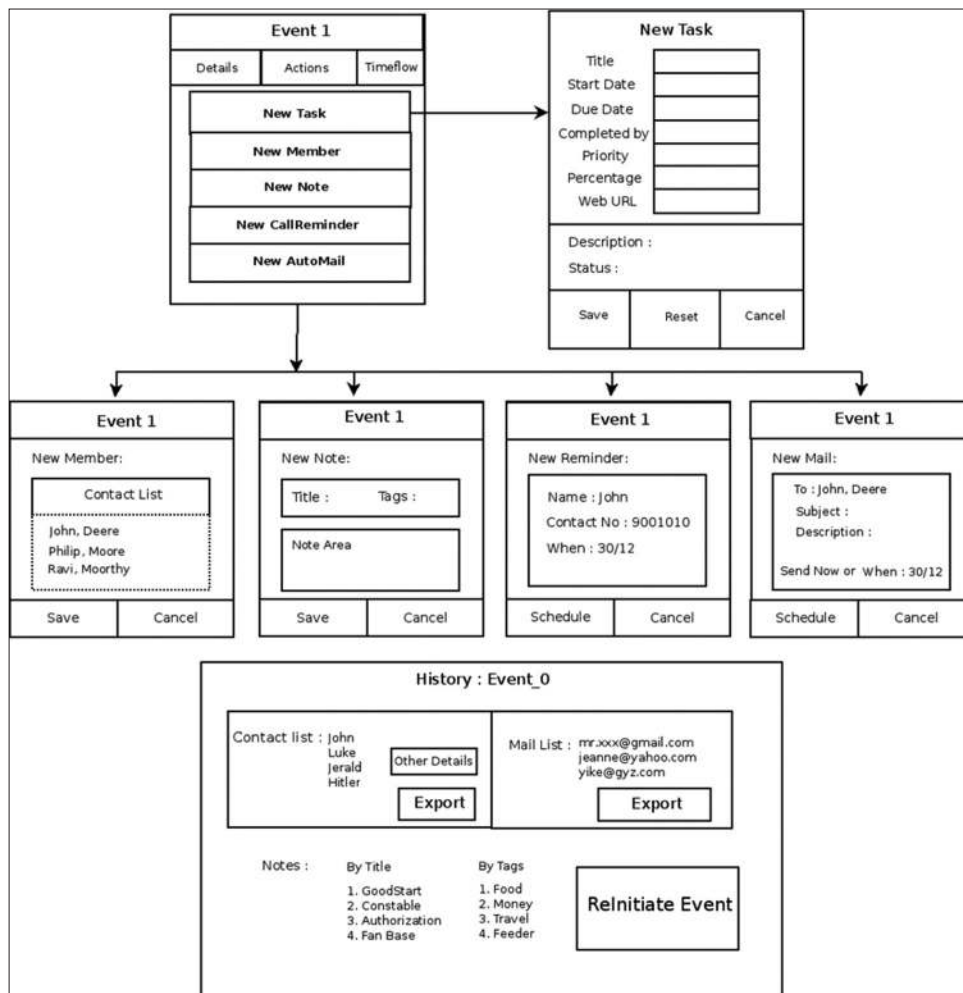 Event 1
Details Actions Timeflow
New Task
New Member
New Note
New CallReminder
New AutoMail
New Task
Title
Start Date
Due Date
Completed by
Priority
Percentage
Web URL
Description :
Status :
Save Reset Cancel
Event 1
New Member:
Contact List
John, Deere
Philip, Moore
Ravi, Moorthy
Save Cancel
Event 1
New Note:
Title : Tags :
Note Area
Save Cancel
Event 1
New Reminder:
Name : John
Contact No : 9001010
When : 30/12
Schedule Cancel
Event 1
New Mail:
To : John, Deere
Subject :
Description :
Send Now or When : 30/12
Schedule Cancel
History : Event_0
Contact list : John
Luke
Jerald
Hitler
Other Details
Export
Mail List : mr.xxx@gmail.com
jeanne@yahoo.com
yike@gyz.com
Export
Notes :
By Title
1. GoodStart
2. Constable
3. Authorization
4. Fan Base
By Tags
1. Food
2. Money
3. Travel
4. Feeder
ReInitiate Event